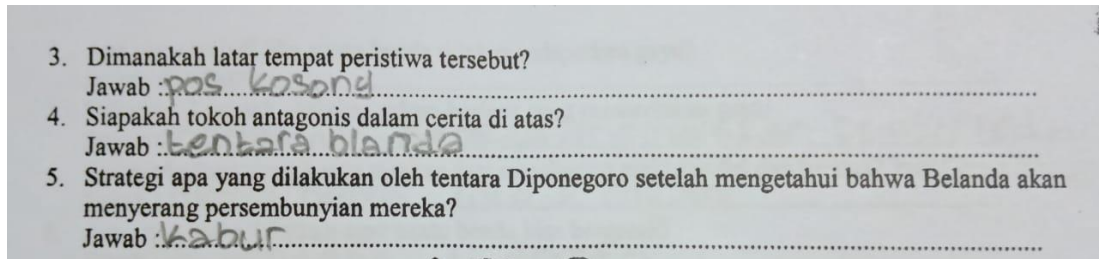 3. Dimanakah latar tempat peristiwa tersebut?
Jawab : pos kosong
4. Siapakah tokoh antagonis dalam cerita di atas?
Jawab : tentara blanda
5. Strategi apa yang dilakukan oleh tentara Diponegoro setelah mengetahui bahwa Belanda akan
menyerang persembunyian mereka?
Jawab : kabur